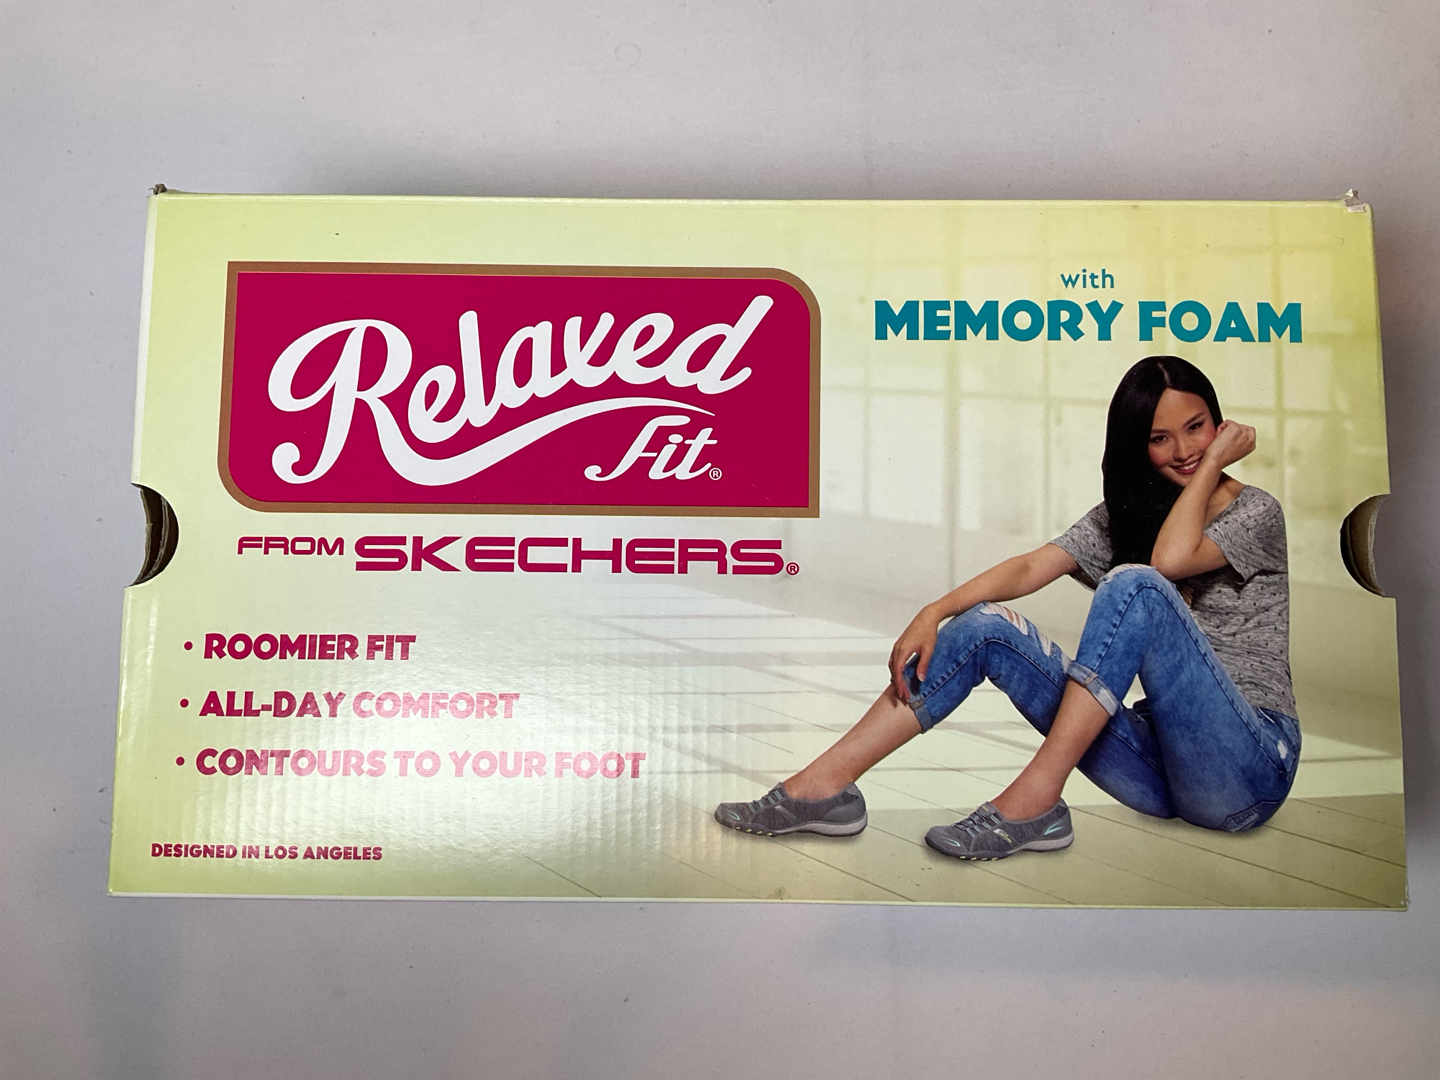 Relaxed
Fit®
with
MEMORY FOAM
FROM SKECHERS®
• ROOMIER FIT
• ALL-DAY COMFORT
• CONTOURS TO YOUR FOOT
DESIGNED IN LOS ANGELES